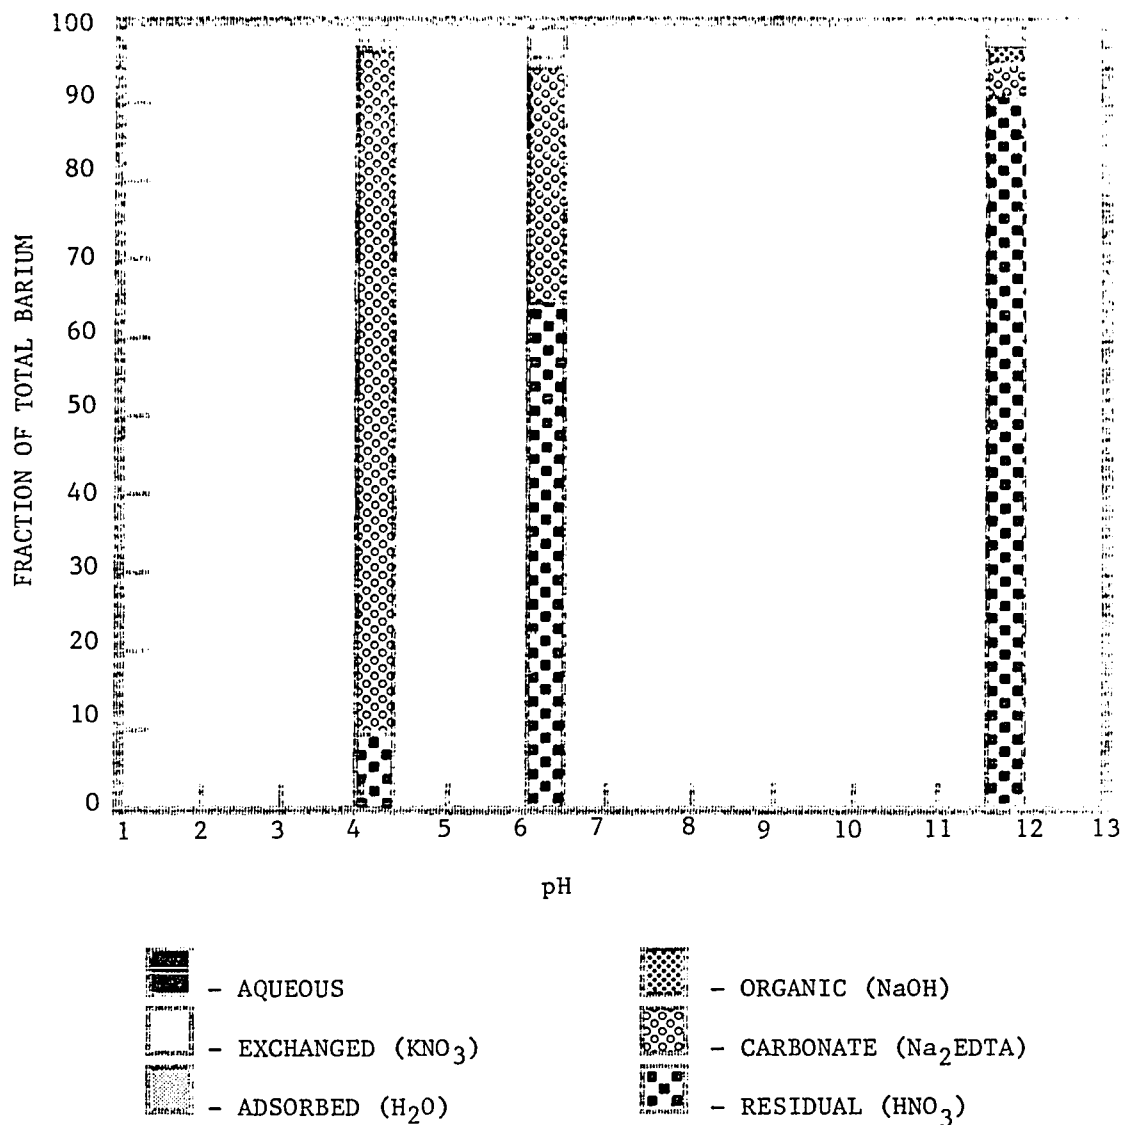 100
90
80
70
60
50
40
30
20
10
0
FRACTION OF TOTAL BARIUM
1 2 3 4 5 6 7 8 9 10 11 12 13
pH
– AQUEOUS
– EXCHANGED (KNO3)
– ADSORBED (H2O)
– ORGANIC (NaOH)
– CARBONATE (Na2EDTA)
– RESIDUAL (HNO3)